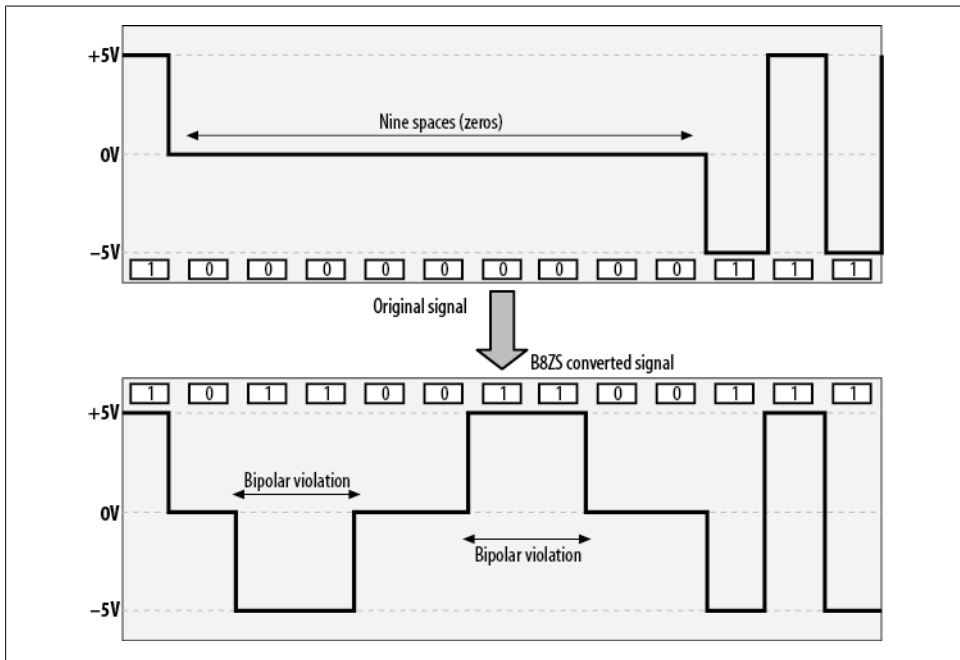 +5V
Nine spaces (zeros)
0V
−5V
1 0 0 0 0 0 0 0 0 0 1 1 1
Original signal
B8ZS converted signal
1 0 1 1 0 0 1 1 0 0 1 1 1
+5V
Bipolar violation
0V
Bipolar violation
−5V